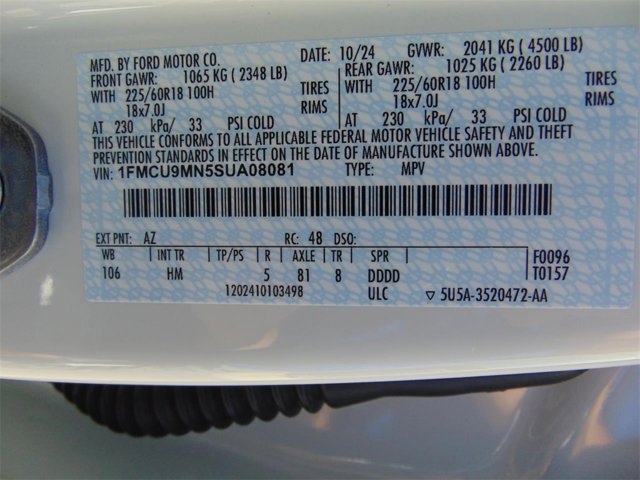 MFD. BY FORD MOTOR CO. DATE: 10/24 GVWR: 2041 KG ( 4500 LB)
FRONT GAWR: 1065 KG ( 2348 LB) REAR GAWR: 1025 KG ( 2260 LB)
WITH 225/60R18 100H TIRES WITH 225/60R18 100H TIRES
18x7.0J RIMS 18x7.0J RIMS
AT 230 kPa/ 33 PSI COLD AT 230 kPa/ 33 PSI COLD
THIS VEHICLE CONFORMS TO ALL APPLICABLE FEDERAL MOTOR VEHICLE SAFETY AND THEFT
PREVENTION STANDARDS IN EFFECT ON THE DATE OF MANUFACTURE SHOWN ABOVE.
VIN: 1FMCU9MN5SUA08081 TYPE: MPV
EXT PNT: AZ RC: 48 DSO:
WB INT TR TP/PS R AXLE TR SPR F0096
106 HM 5 81 8 DDDD T0157
1202410103498 ULC ▽ 5U5A-3520472-AA